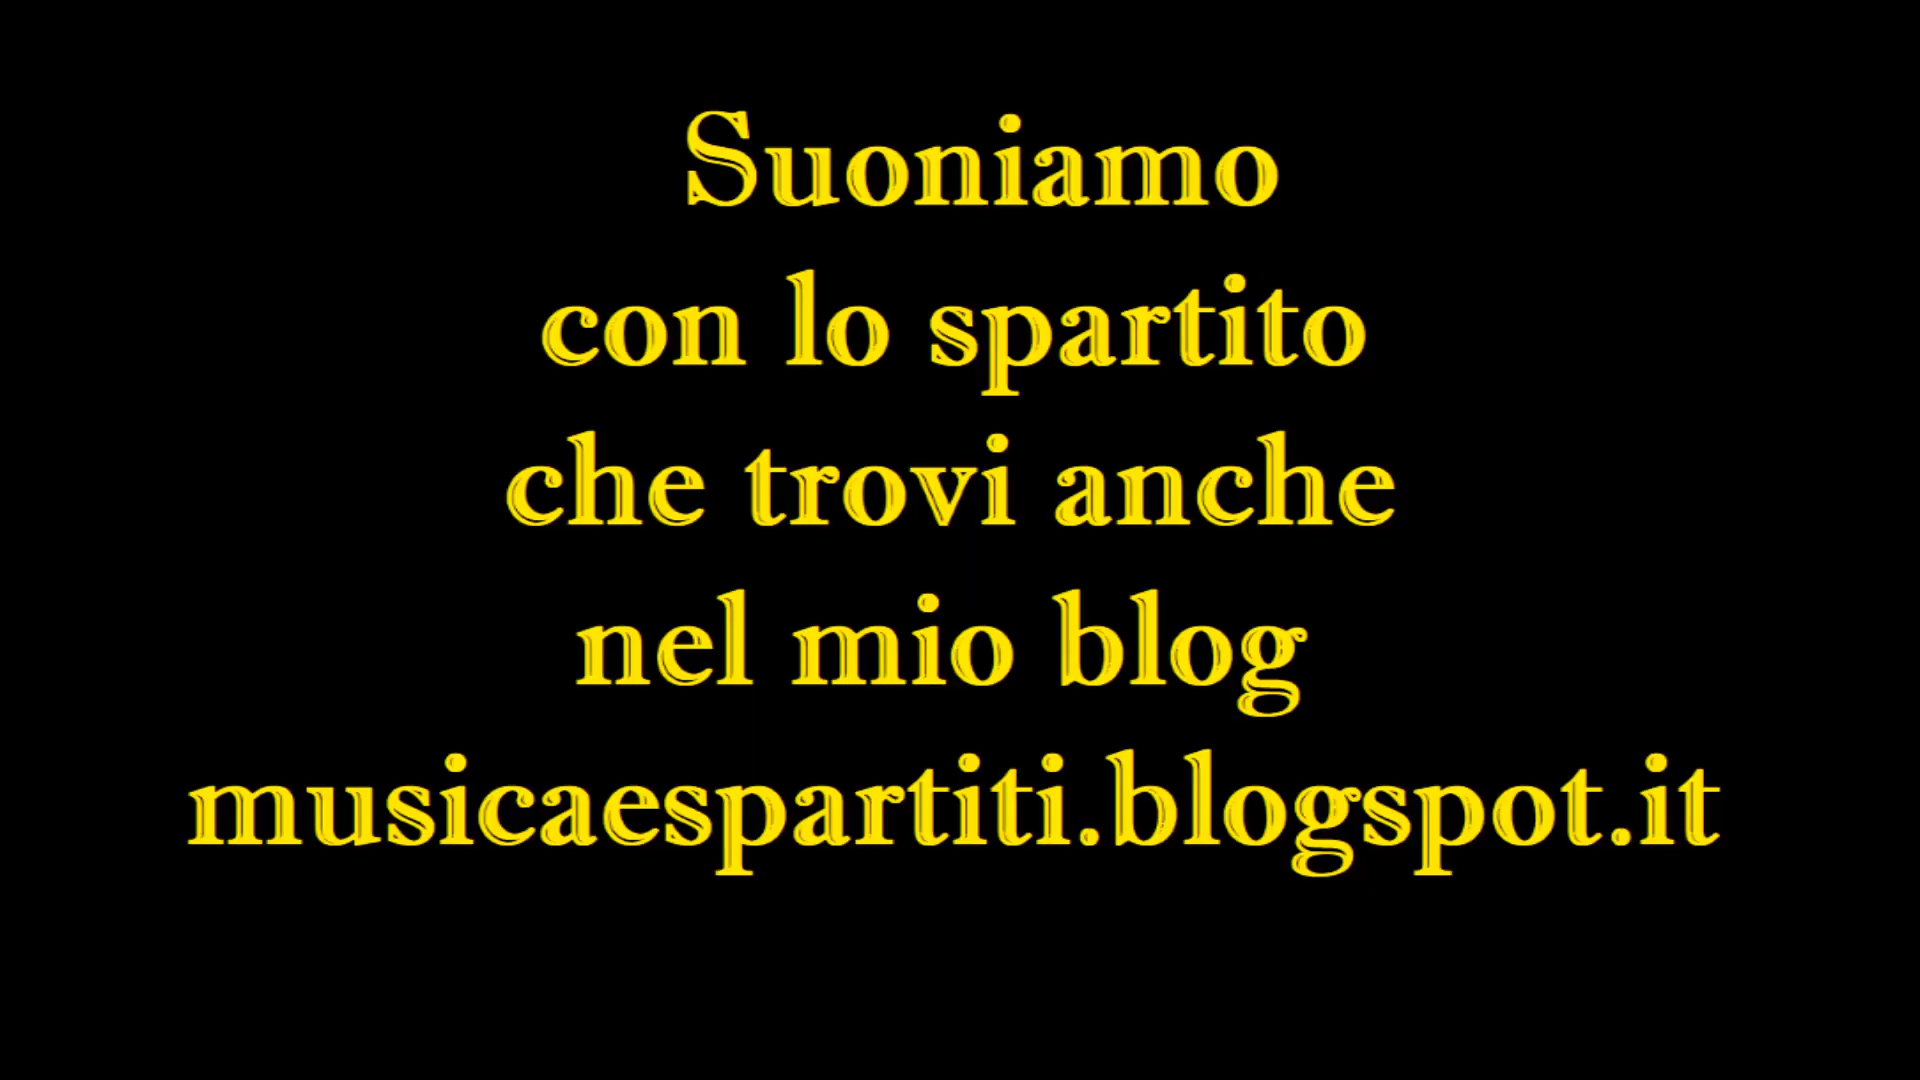 Suoniamo
con lo spartito
che trovi anche
nel mio blog
musicaespartiti.blogspot.it